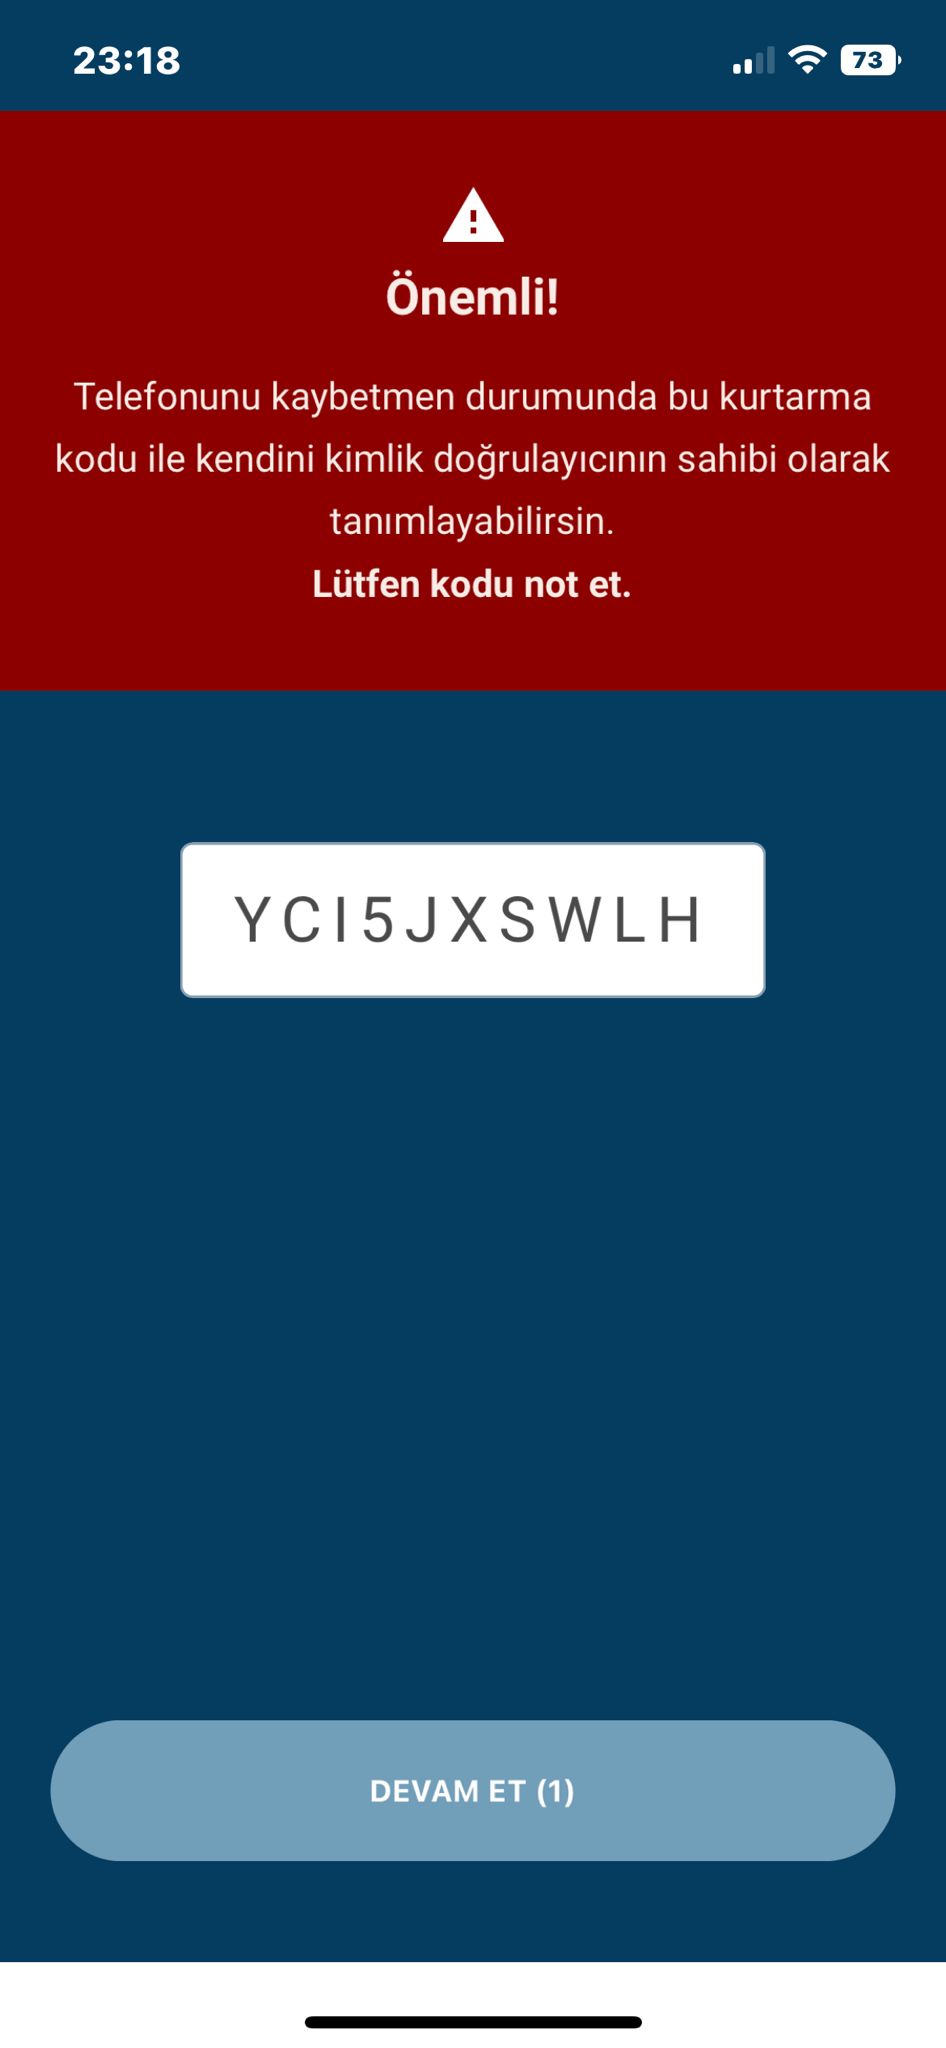 23:18
73
Önemli!
Telefonunu kaybetmen durumunda bu kurtarma
kodu ile kendini kimlik doğrulayıcının sahibi olarak
tanımlayabilirsin.
Lütfen kodu not et.
YCI5JXSWLH
DEVAM ET (1)